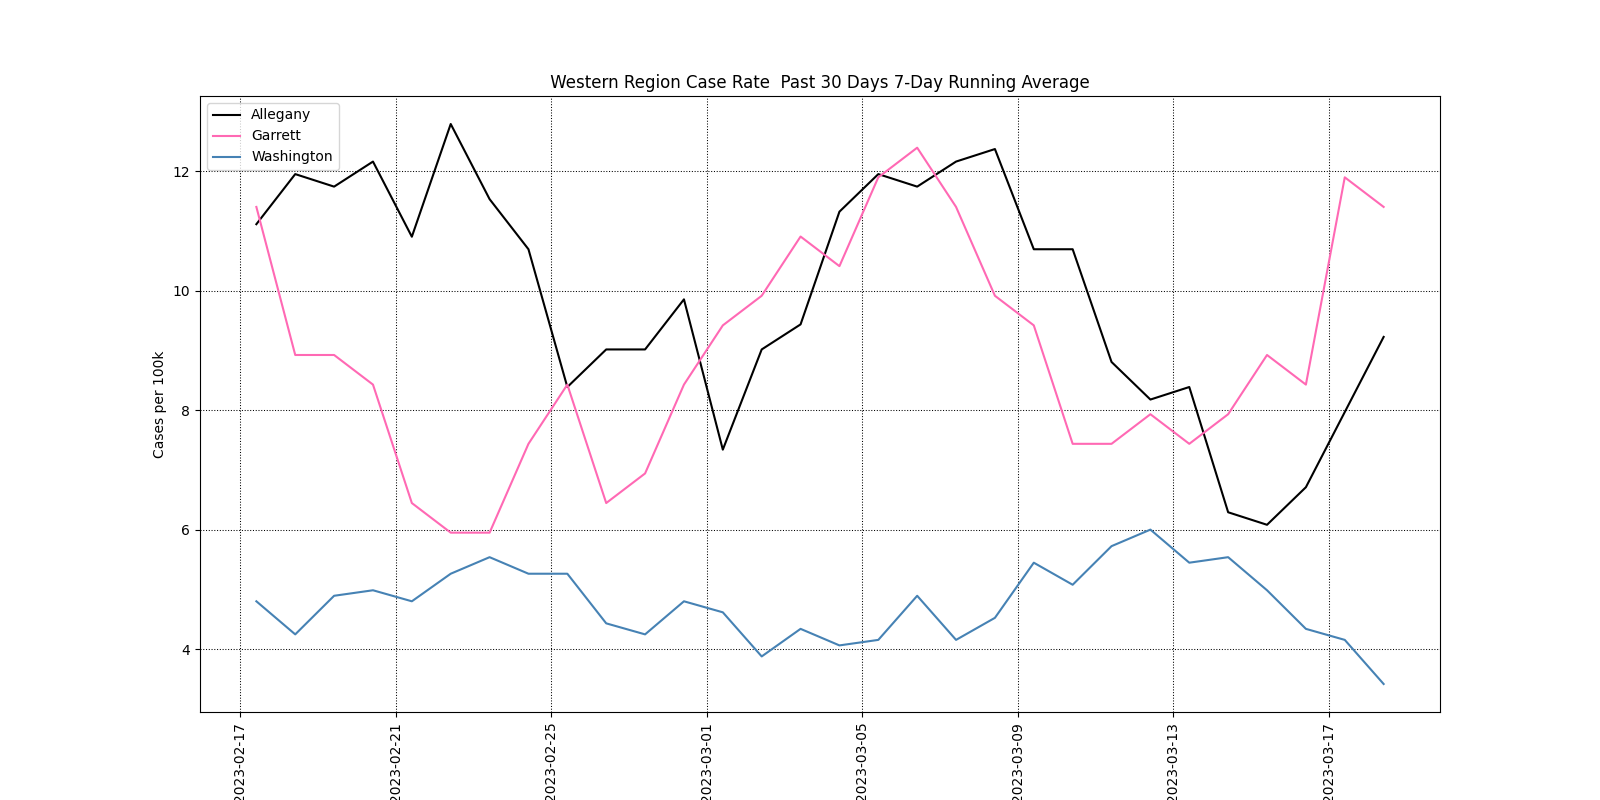 Western Region Case Rate  Past 30 Days 7-Day Running Average
Allegany
Garrett
Washington
Cases per 100k
12
10
8
6
4
2023-02-17
2023-02-21
2023-02-25
2023-03-01
2023-03-05
2023-03-09
2023-03-13
2023-03-17